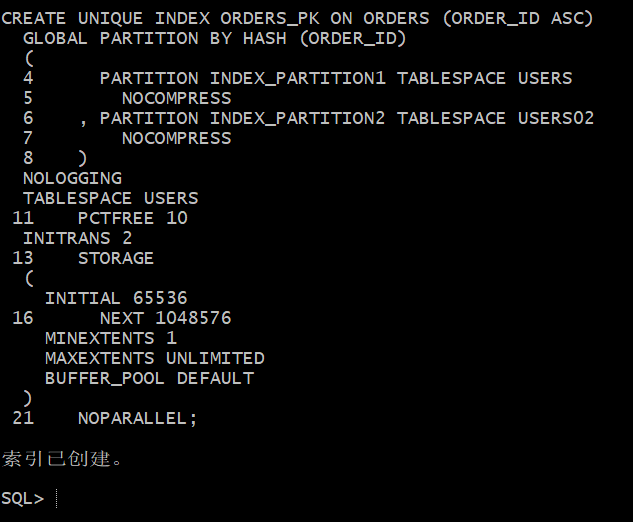 CREATE UNIQUE INDEX ORDERS_PK ON ORDERS (ORDER_ID ASC)
  GLOBAL PARTITION BY HASH (ORDER_ID)
  (
  4      PARTITION INDEX_PARTITION1 TABLESPACE USERS
  5        NOCOMPRESS
  6    , PARTITION INDEX_PARTITION2 TABLESPACE USERS02
  7        NOCOMPRESS
  8    )
  NOLOGGING
  TABLESPACE USERS
 11    PCTFREE 10
  INITRANS 2
 13    STORAGE
  (
    INITIAL 65536
 16      NEXT 1048576
    MINEXTENTS 1
    MAXEXTENTS UNLIMITED
    BUFFER_POOL DEFAULT
  )
 21    NOPARALLEL;
索引已创建。
SQL>